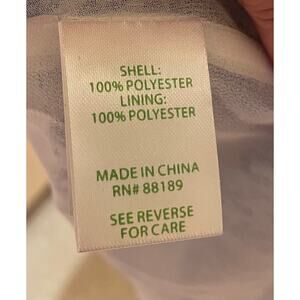 SHELL:
100% POLYESTER
LINING:
100% POLYESTER
MADE IN CHINA
RN# 88189
SEE REVERSE
FOR CARE